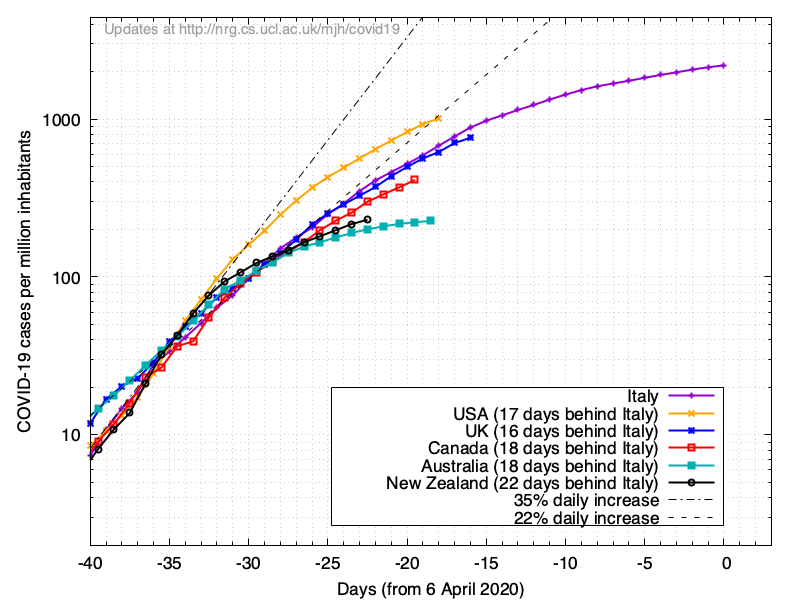 Updates at http://nrg.cs.ucl.ac.uk/mjh/covid19
COVID-19 cases per million inhabitants
1000
100
10
Italy
USA (17 days behind Italy)
UK (16 days behind Italy)
Canada (18 days behind Italy)
Australia (18 days behind Italy)
New Zealand (22 days behind Italy)
35% daily increase
22% daily increase
-40 -35 -30 -25 -20 -15 -10 -5 0
Days (from 6 April 2020)